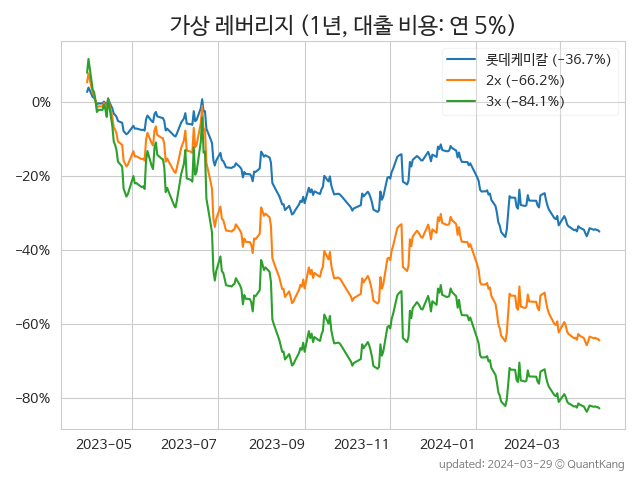 가상 레버리지 (1년, 대출 비용: 연 5%)
롯데케미칼 (−36.7%)
2x (−66.2%)
3x (−84.1%)
0%
−20%
−40%
−60%
−80%
2023−05 2023−07 2023−09 2023−11 2024−01 2024−03
updated: 2024−03−29 © QuantKang